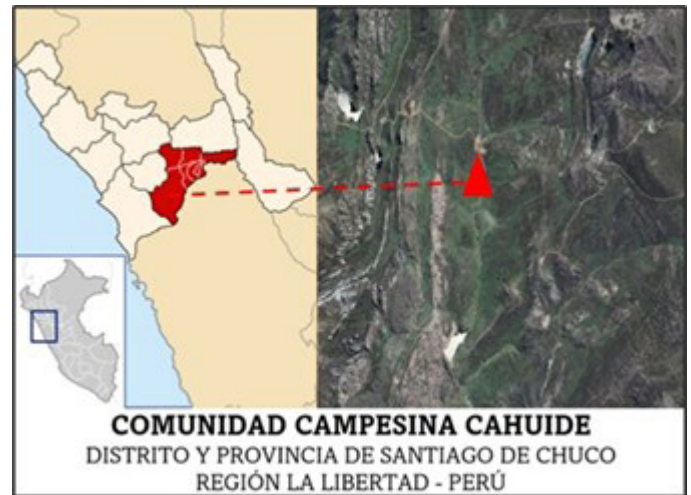 COMUNIDAD CAMPESINA CAHUIDE
DISTRITO Y PROVINCIA DE SANTIAGO DE CHUCO
REGIÓN LA LIBERTAD - PERÚ